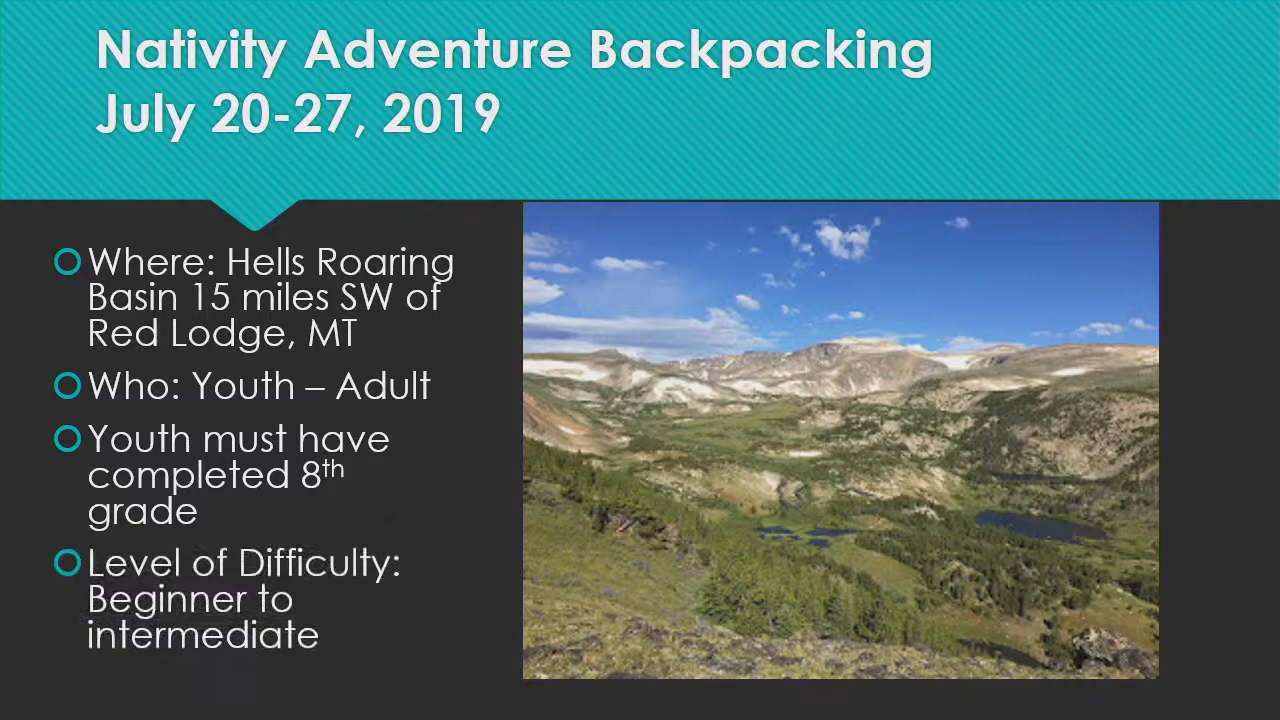 Nativity Adventure Backpacking
July 20-27, 2019
Where: Hells Roaring
Basin 15 miles SW of
Red Lodge, MT
Who: Youth – Adult
Youth must have
completed 8th
grade
Level of Difficulty:
Beginner to
intermediate